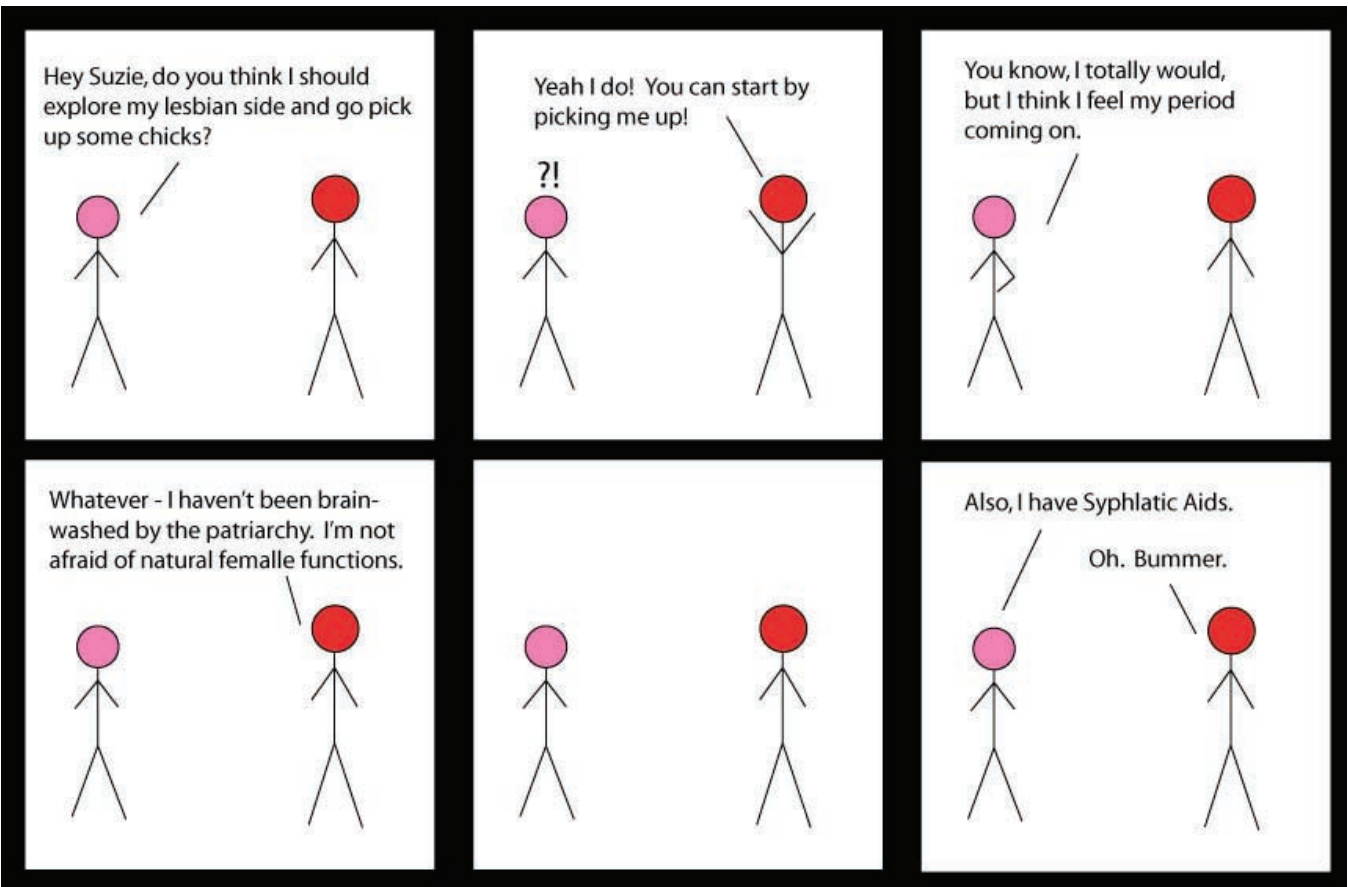 Hey Suzie, do you think I should
explore my lesbian side and go pick
up some chicks?
Yeah I do!  You can start by
picking me up!
?!
You know, I totally would,
but I think I feel my period
coming on.
Whatever - I haven't been brain-
washed by the patriarchy.  I'm not
afraid of natural femalle functions.
Also, I have Syphlatic Aids.
Oh.  Bummer.